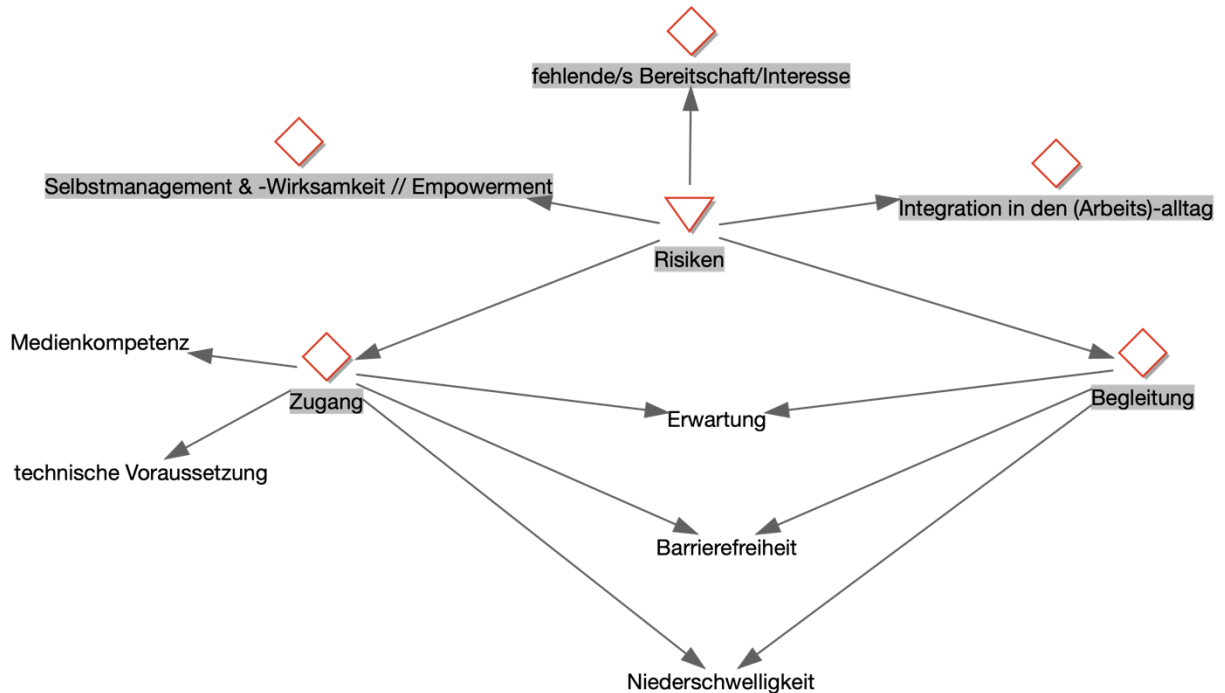 fehlende/s Bereitschaft/Interesse
Selbstmanagement & -Wirksamkeit // Empowerment
Integration in den (Arbeits)-alltag
Risiken
Medienkompetenz
Zugang
Begleitung
Erwartung
technische Voraussetzung
Barrierefreiheit
Niederschwelligkeit